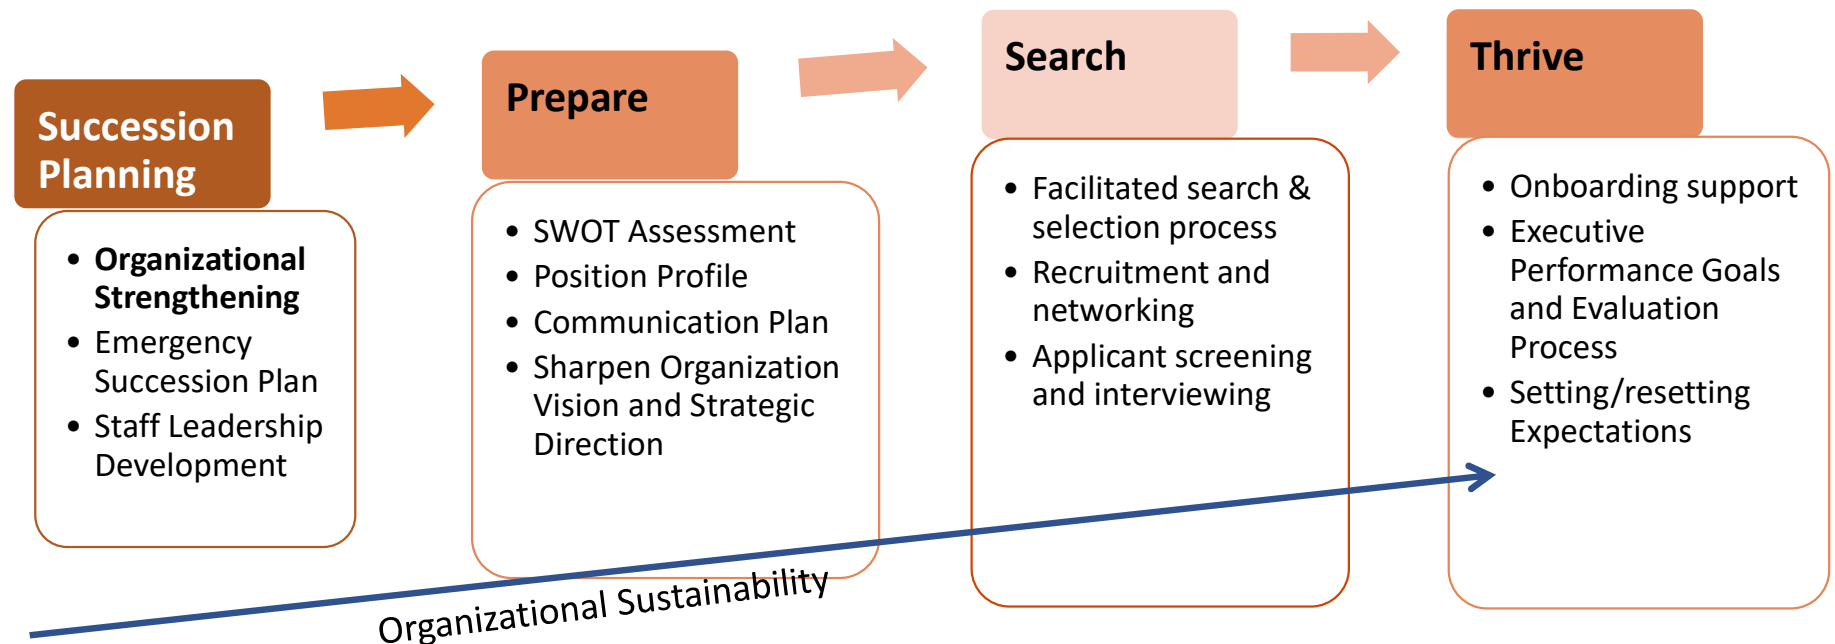 Succession
Planning
• Organizational
Strengthening
• Emergency
Succession Plan
• Staff Leadership
Development
Prepare
• SWOT Assessment
• Position Profile
• Communication Plan
• Sharpen Organization
Vision and Strategic
Direction
Search
• Facilitated search &
selection process
• Recruitment and
networking
• Applicant screening
and interviewing
Thrive
• Onboarding support
• Executive
Performance Goals
and Evaluation
Process
• Setting/resetting
Expectations
Organizational Sustainability